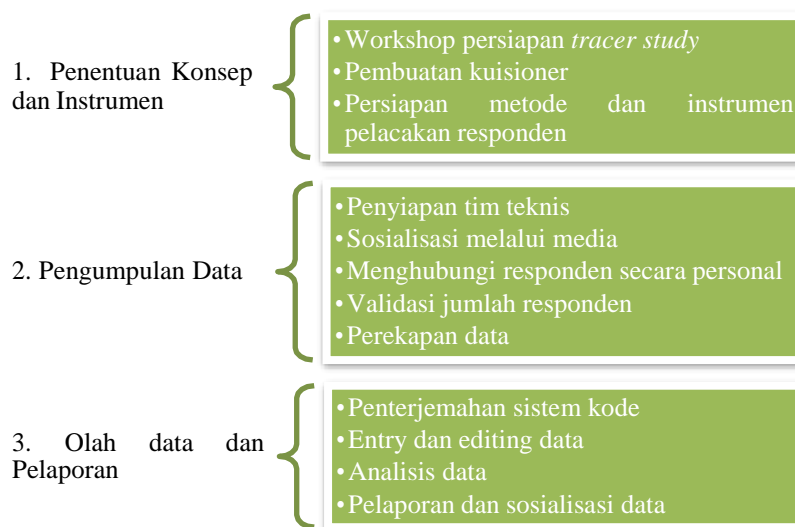 1. Penentuan Konsep
dan Instrumen
•Workshop persiapan tracer study
•Pembuatan kuisioner
•Persiapan metode dan instrumen
pelacakan responden
2. Pengumpulan Data
•Penyiapan tim teknis
•Sosialisasi melalui media
•Menghubungi responden secara personal
•Validasi jumlah responden
•Perekapan data
3. Olah data dan
Pelaporan
•Penterjemahan sistem kode
•Entry dan editing data
•Analisis data
•Pelaporan dan sosialisasi data